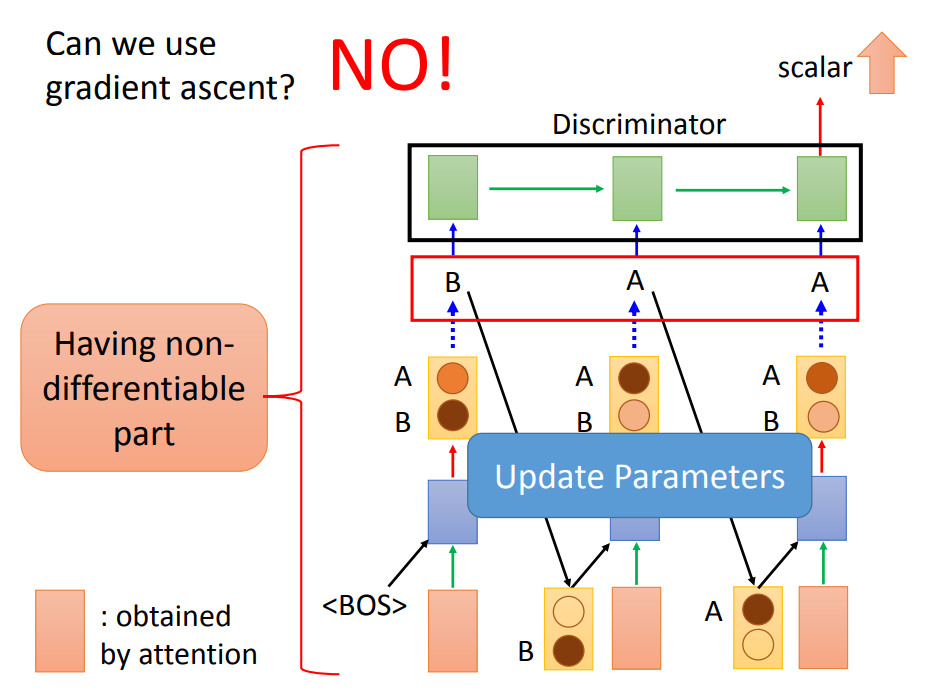 Can we use
gradient ascent?
NO!
scalar
Discriminator
B
A
A
A
B
A
B
A
B
Having non-
differentiable
part
Update Parameters
<BOS>
B
A
: obtained
by attention